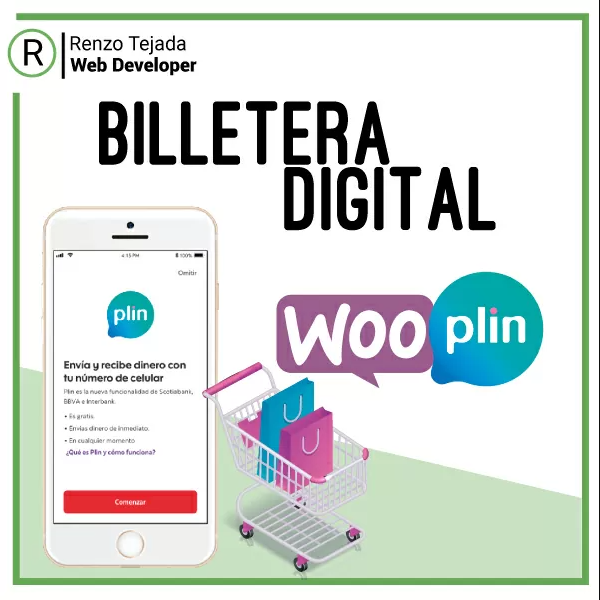 R
Renzo Tejada
Web Developer
BILLETERA
DIGITAL
4:15 PM
100%
Omitir
plin
Envía y recibe dinero con
tu número de celular
Plin es la nueva funcionalidad de Scotiabank,
BBVA e Interbank.
• Es gratis.
• Envías dinero de inmediato.
• En cualquier momento
¿Qué es Plin y cómo funciona?
Comenzar
Woo
plin